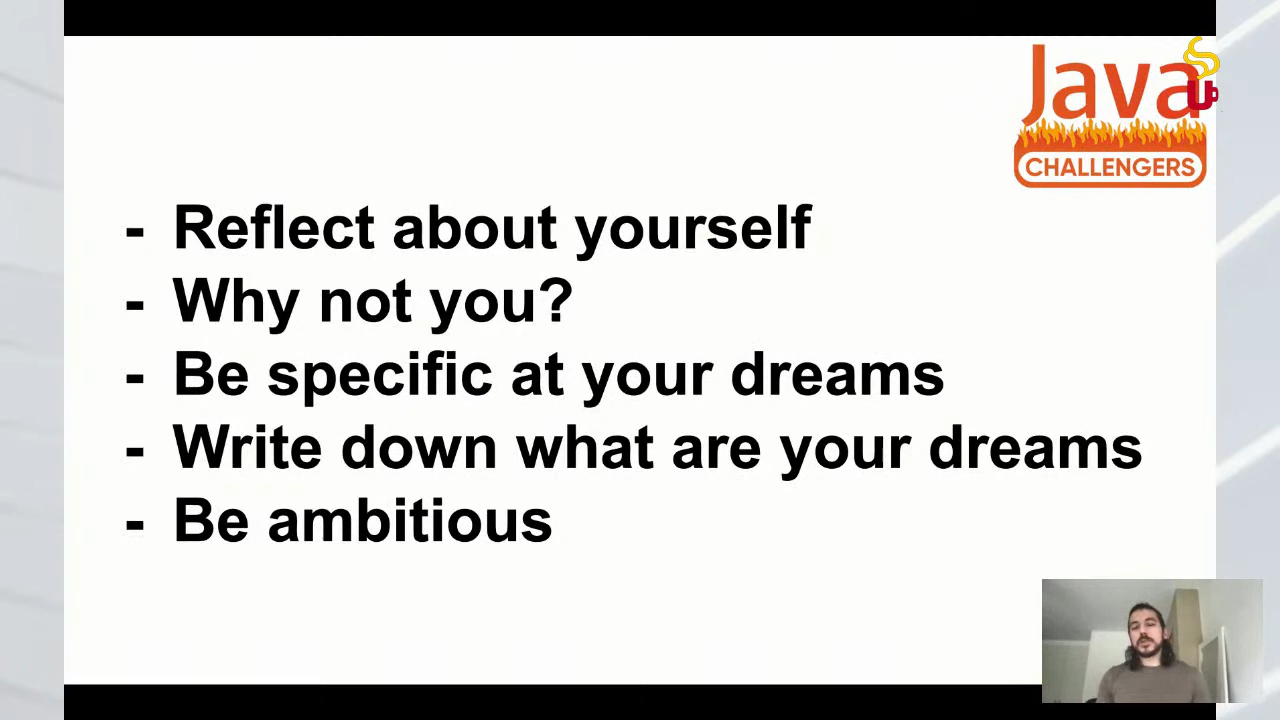 Java
CHALLENGERS
- Reflect about yourself
- Why not you?
- Be specific at your dreams
- Write down what are your dreams
- Be ambitious